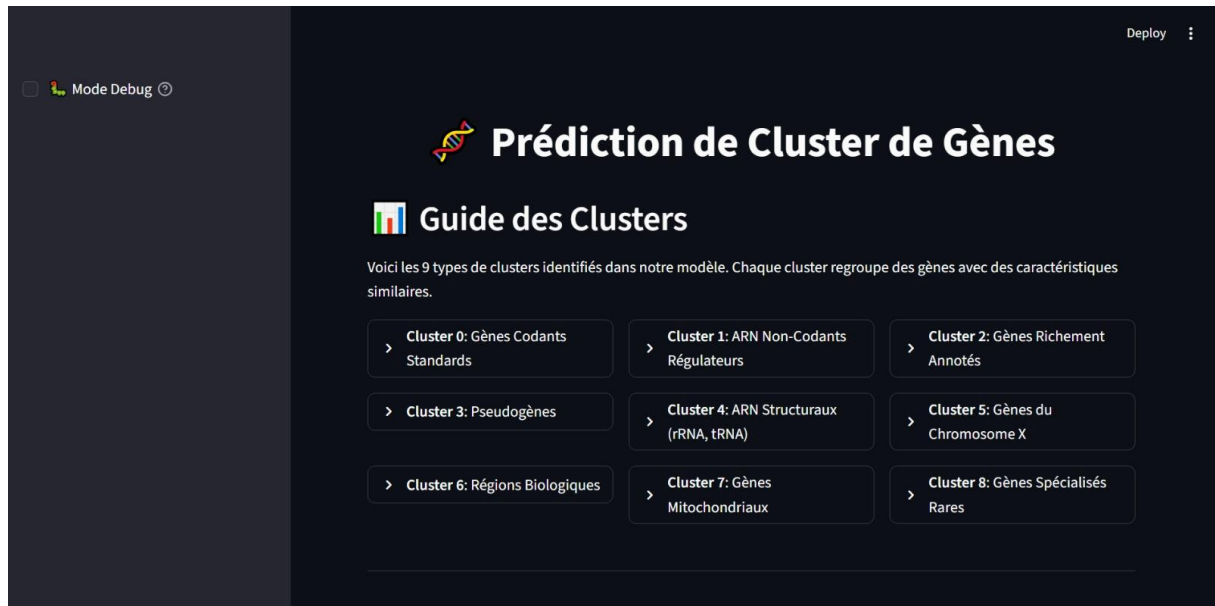 Deploy
Mode Debug
Prédiction de Cluster de Gènes
Guide des Clusters
Voici les 9 types de clusters identifiés dans notre modèle. Chaque cluster regroupe des gènes avec des caractéristiques
similaires.
Cluster 0: Gènes Codants
Standards
Cluster 1: ARN Non-Codants
Régulateurs
Cluster 2: Gènes Richement
Annotés
Cluster 3: Pseudogènes
Cluster 4: ARN Structuraux
(rRNA, tRNA)
Cluster 5: Gènes du
Chromosome X
Cluster 6: Régions Biologiques
Cluster 7: Gènes
Mitochondriaux
Cluster 8: Gènes Spécialisés
Rares